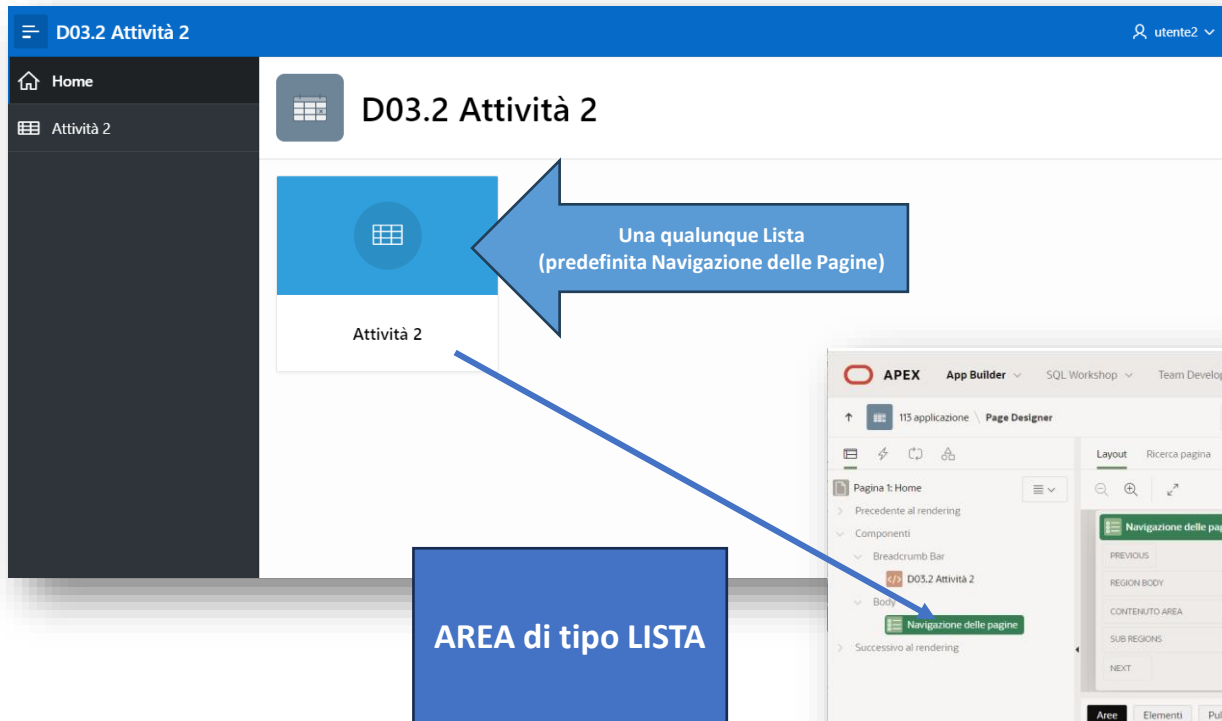 D03.2 Attività 2
utente2
Home
Attività 2
D03.2 Attività 2
Una qualunque Lista
(predefinita Navigazione delle Pagine)
Attività 2
AREA di tipo LISTA
APEX App Builder SQL Workshop Team Develop
113 applicazione \ Page Designer
Layout Ricerca pagina
Pagina 1: Home
Precedente al rendering
Componenti
Breadcrumb Bar
D03.2 Attività 2
Body
Navigazione delle pagine
Successivo al rendering
Navigazione delle pag
PREVIOUS
REGION BODY
CONTENUTO AREA
SUB REGIONS
NEXT
Aree Elementi Pul